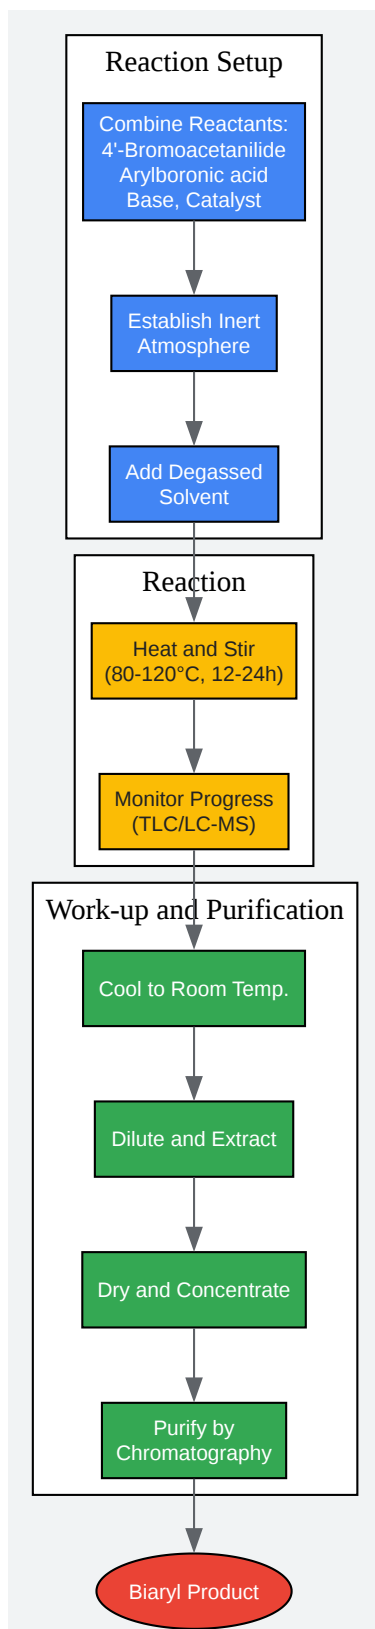 Reaction Setup
Combine Reactants:
4'-Bromoacetanilide
Arylboronic acid
Base, Catalyst
Establish Inert
Atmosphere
Add Degassed
Solvent
Reaction
Heat and Stir
(80-120°C, 12-24h)
Monitor Progress
(TLC/LC-MS)
Work-up and Purification
Cool to Room Temp.
Dilute and Extract
Dry and Concentrate
Purify by
Chromatography
Biaryl Product